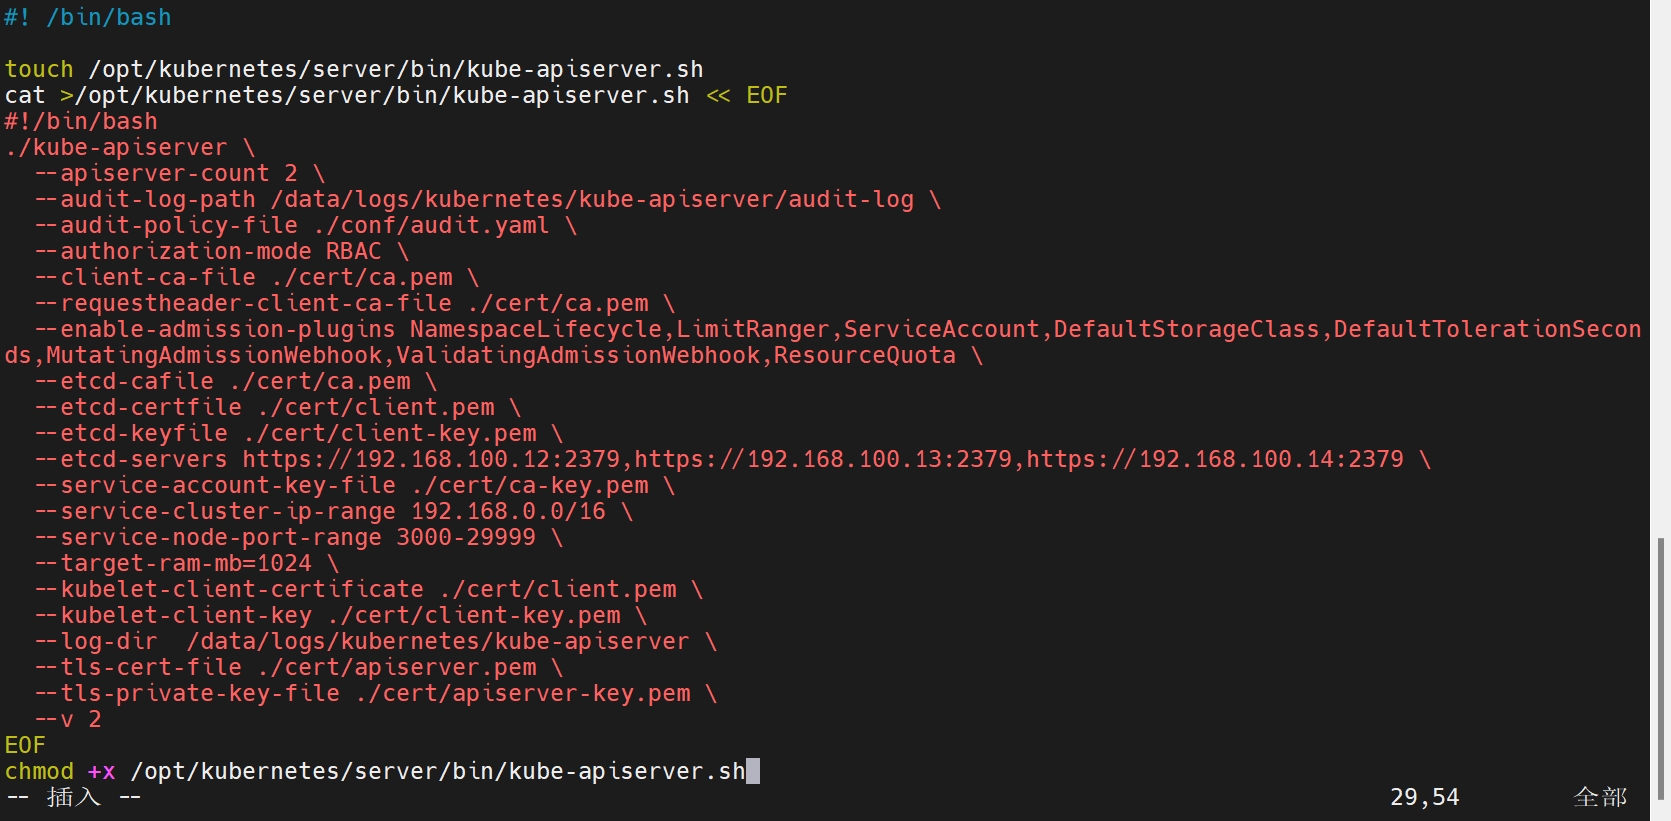 #! /bin/bash

touch /opt/kubernetes/server/bin/kube-apiserver.sh
cat >/opt/kubernetes/server/bin/kube-apiserver.sh << EOF
#!/bin/bash
./kube-apiserver \
  --apiserver-count 2 \
  --audit-log-path /data/logs/kubernetes/kube-apiserver/audit-log \
  --audit-policy-file ./conf/audit.yaml \
  --authorization-mode RBAC \
  --client-ca-file ./cert/ca.pem \
  --requestheader-client-ca-file ./cert/ca.pem \
  --enable-admission-plugins NamespaceLifecycle,LimitRanger,ServiceAccount,DefaultStorageClass,DefaultTolerationSecon
ds,MutatingAdmissionWebhook,ValidatingAdmissionWebhook,ResourceQuota \
  --etcd-cafile ./cert/ca.pem \
  --etcd-certfile ./cert/client.pem \
  --etcd-keyfile ./cert/client-key.pem \
  --etcd-servers https://192.168.100.12:2379,https://192.168.100.13:2379,https://192.168.100.14:2379 \
  --service-account-key-file ./cert/ca-key.pem \
  --service-cluster-ip-range 192.168.0.0/16 \
  --service-node-port-range 3000-29999 \
  --target-ram-mb=1024 \
  --kubelet-client-certificate ./cert/client.pem \
  --kubelet-client-key ./cert/client-key.pem \
  --log-dir  /data/logs/kubernetes/kube-apiserver \
  --tls-cert-file ./cert/apiserver.pem \
  --tls-private-key-file ./cert/apiserver-key.pem \
  --v 2
EOF
chmod +x /opt/kubernetes/server/bin/kube-apiserver.sh
-- 插入 -- 29,54 全部